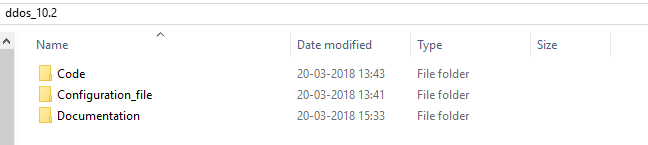 ddos_10.2
Name Date modified Type Size
Code 20-03-2018 13:43 File folder
Configuration_file 20-03-2018 13:41 File folder
Documentation 20-03-2018 15:33 File folder